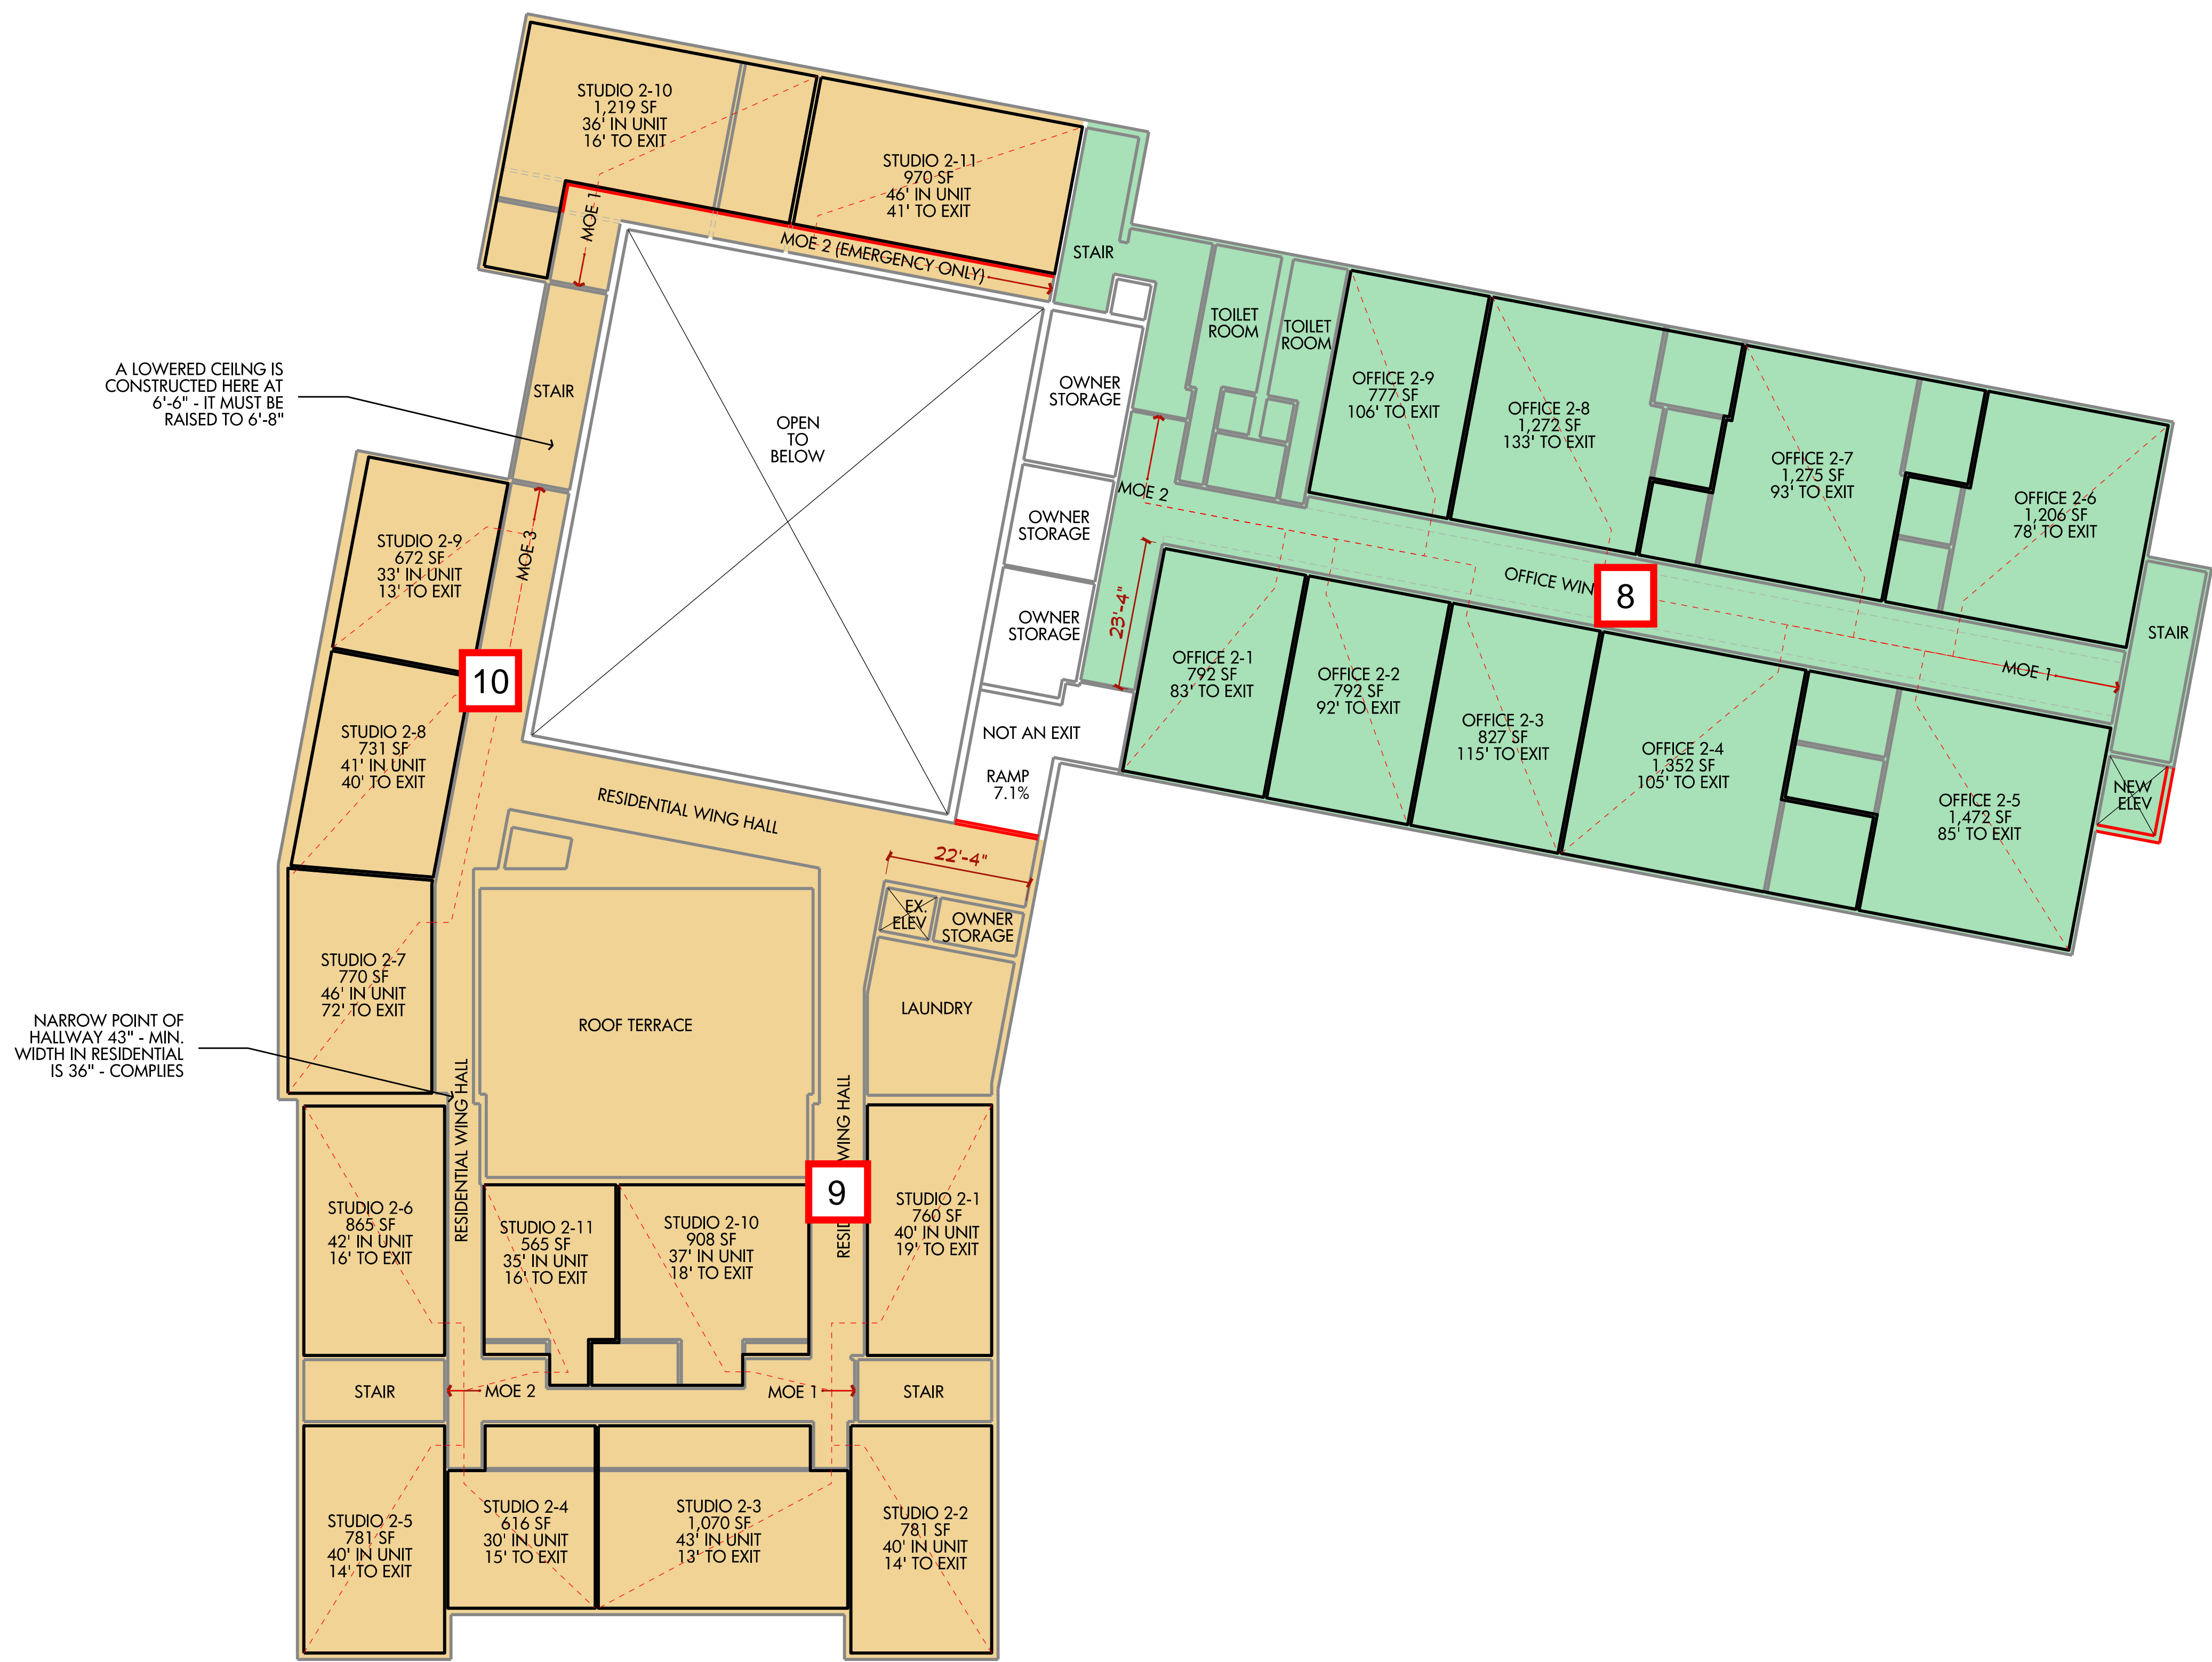 STUDIO 2-10
1,219 SF
36' IN UNIT
16' TO EXIT
STUDIO 2-11
970 SF
46' IN UNIT
41' TO EXIT
MOE 1
MOE 2 (EMERGENCY ONLY)
STAIR
TOILET
ROOM
TOILET
ROOM
A LOWERED CEILNG IS
CONSTRUCTED HERE AT
6'-6" - IT MUST BE
RAISED TO 6'-8"
STAIR
OPEN
TO
BELOW
OWNER
STORAGE
OWNER
STORAGE
OWNER
STORAGE
OFFICE 2-9
777 SF
106' TO EXIT
OFFICE 2-8
1,272 SF
133' TO EXIT
OFFICE 2-7
1,275 SF
93' TO EXIT
OFFICE 2-6
1,206 SF
78' TO EXIT
MOE 2
OFFICE WIN
8
STAIR
MOE 1
23'-4"
OFFICE 2-1
792 SF
83' TO EXIT
OFFICE 2-2
792 SF
92' TO EXIT
OFFICE 2-3
827 SF
115' TO EXIT
OFFICE 2-4
1,352 SF
105' TO EXIT
OFFICE 2-5
1,472 SF
85' TO EXIT
NEW
ELEV
STUDIO 2-9
672 SF
33' IN UNIT
13' TO EXIT
MOE 3
10
STUDIO 2-8
731 SF
41' IN UNIT
40' TO EXIT
NOT AN EXIT
RAMP
7.1%
RESIDENTIAL WING HALL
22'-4"
EX.
ELEV
OWNER
STORAGE
STUDIO 2-7
770 SF
46' IN UNIT
72' TO EXIT
LAUNDRY
ROOF TERRACE
NARROW POINT OF
HALLWAY 43" - MIN.
WIDTH IN RESIDENTIAL
IS 36" - COMPLIES
RESIDENTIAL WING HALL
RESID WING HALL
9
STUDIO 2-6
865 SF
42' IN UNIT
16' TO EXIT
STUDIO 2-11
565 SF
35' IN UNIT
16' TO EXIT
STUDIO 2-10
908 SF
37' IN UNIT
18' TO EXIT
STUDIO 2-1
760 SF
40' IN UNIT
19' TO EXIT
STAIR
MOE 2
MOE 1
STAIR
STUDIO 2-5
781 SF
40' IN UNIT
14' TO EXIT
STUDIO 2-4
616 SF
30' IN UNIT
15' TO EXIT
STUDIO 2-3
1,070 SF
43' IN UNIT
13' TO EXIT
STUDIO 2-2
781 SF
40' IN UNIT
14' TO EXIT